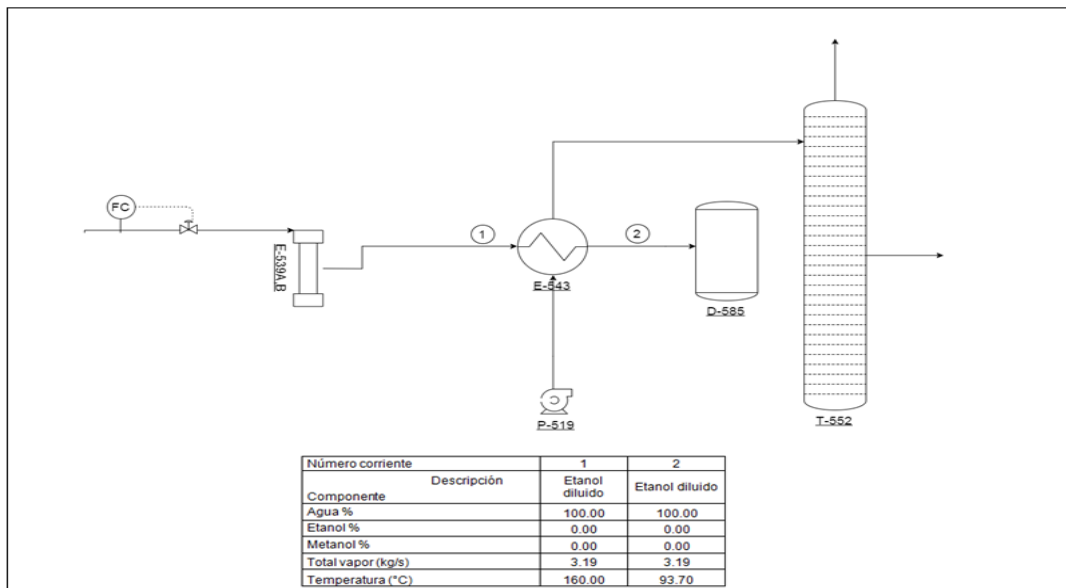 FC
E-539A,B
1
2
E-543
D-585
P-519
T-552
Número corriente 1 2
Descripción
Componente
Etanol diluido Etanol diluido
Agua % 100.00 100.00
Etanol % 0.00 0.00
Metanol % 0.00 0.00
Total vapor (kg/s) 3.19 3.19
Temperatura (°C) 160.00 93.70